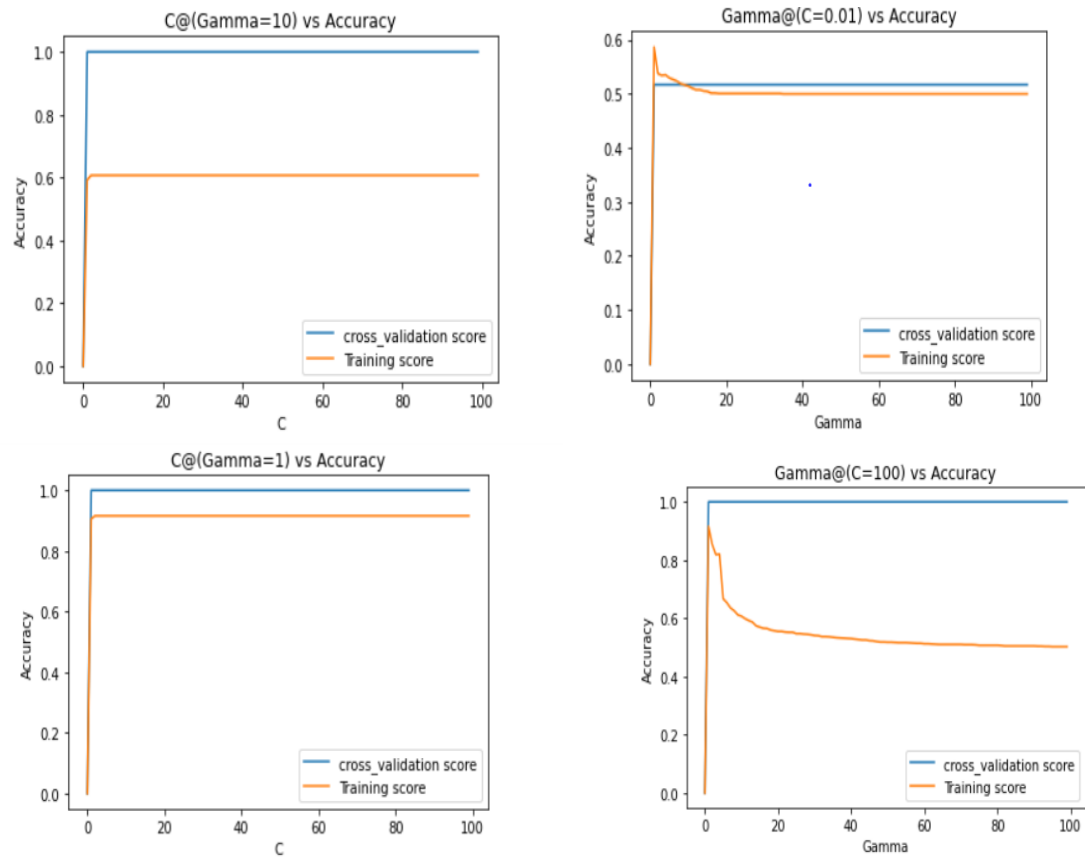 C@(Gamma=10) vs Accuracy
1.0
0.8
0.6
0.4
0.2
0.0
Accuracy
cross_validation score
Training score
0 20 40 60 80 100
C
Gamma@(C=0.01) vs Accuracy
0.6
0.5
0.4
0.3
0.2
0.1
0.0
Accuracy
cross_validation score
Training score
0 20 40 60 80 100
Gamma
C@(Gamma=1) vs Accuracy
1.0
0.8
0.6
0.4
0.2
0.0
Accuracy
cross_validation score
Training score
0 20 40 60 80 100
C
Gamma@(C=100) vs Accuracy
1.0
0.8
0.6
0.4
0.2
0.0
Accuracy
cross_validation score
Training score
0 20 40 60 80 100
Gamma